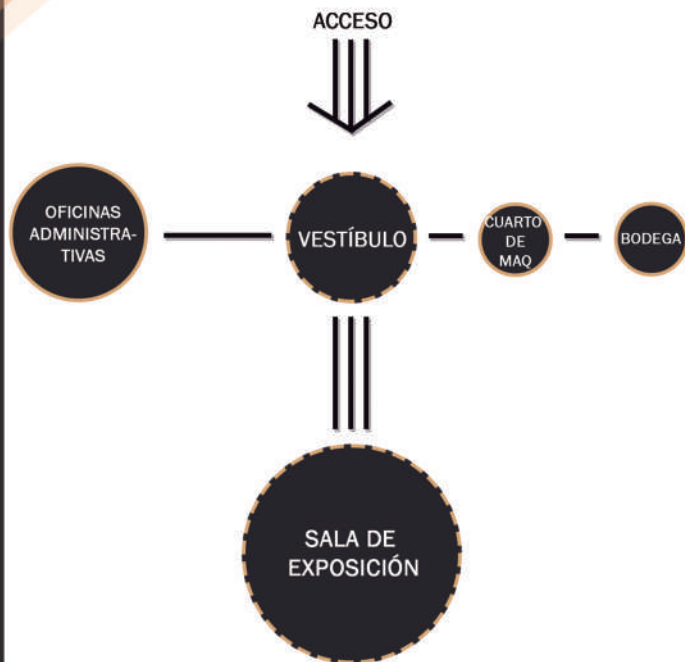 ACCESO
OFICINAS
ADMINISTRA-
TIVAS
VESTÍBULO
CUARTO
DE
MAQ
BODEGA
SALA DE
EXPOSICIÓN